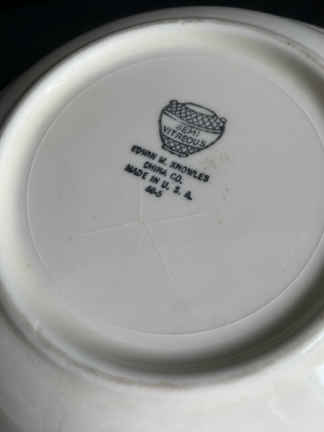 SEMI
VITREOUS
EDWIN M. KNOWLES
CHINA CO.
MADE IN U. S. A.